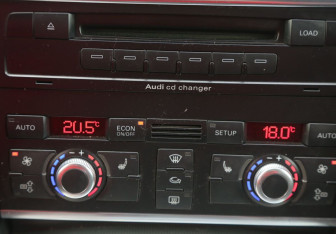 LOAD
Audi cd changer
AUTO 20.5° ECON ON/OFF SETUP 18.0° AUTO